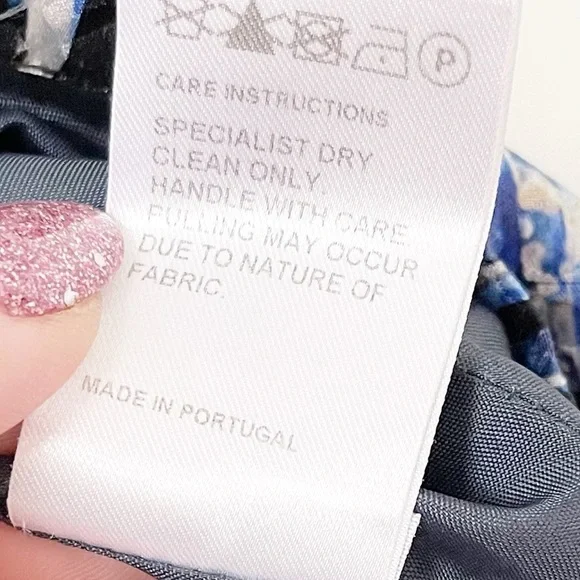 P
CARE INSTRUCTIONS
SPECIALIST DRY
CLEAN ONLY.
HANDLE WITH CARE
PULLING MAY OCCUR
DUE TO NATURE OF
FABRIC.
MADE IN PORTUGAL